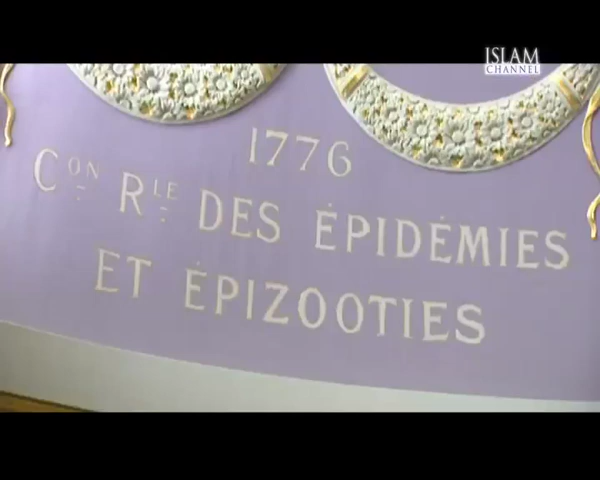 ISLAM
CHANNEL
1776
CON RLE DES ÉPIDÉMIES
ET ÉPIZOOTIES